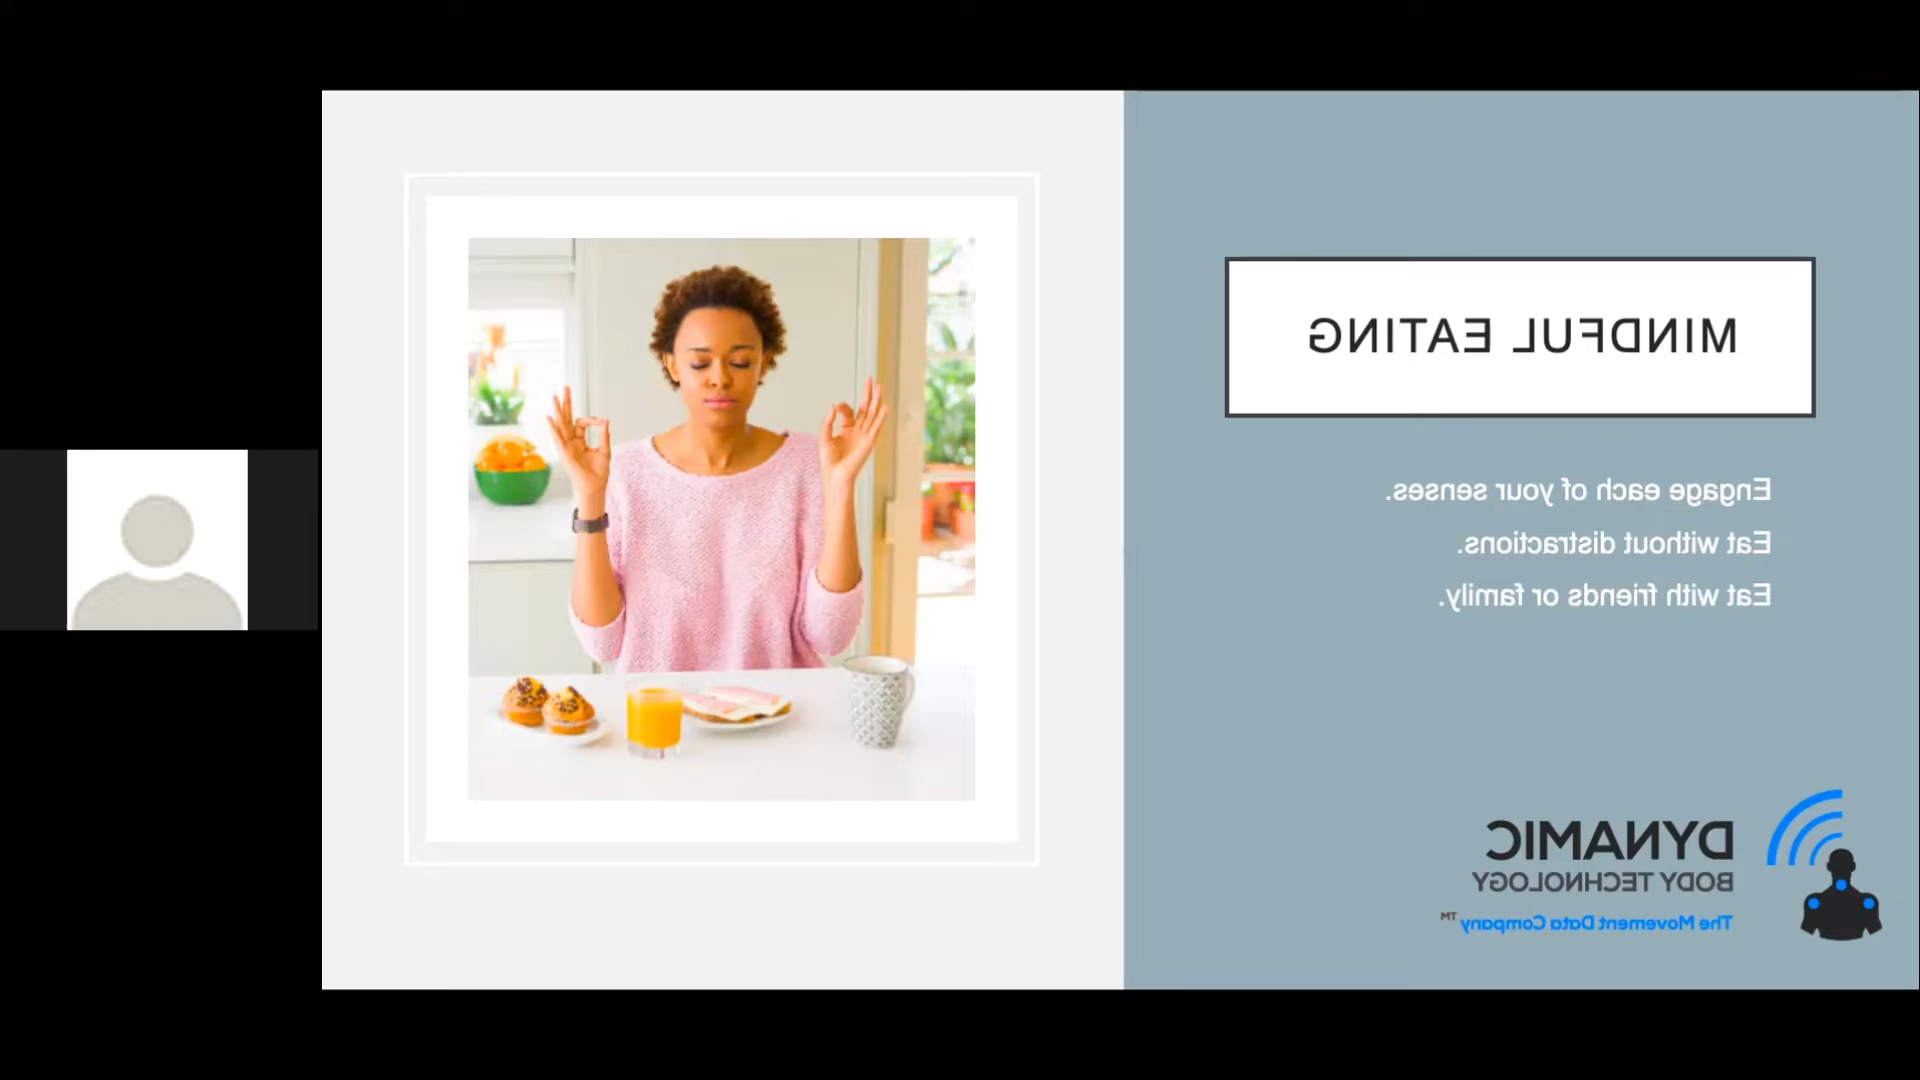 MINDFUL EATING
Engage each of your senses.
Eat without distractions.
Eat with friends or family.
DYNAMIC
BODY TECHNOLOGY
The Movement Data Company™